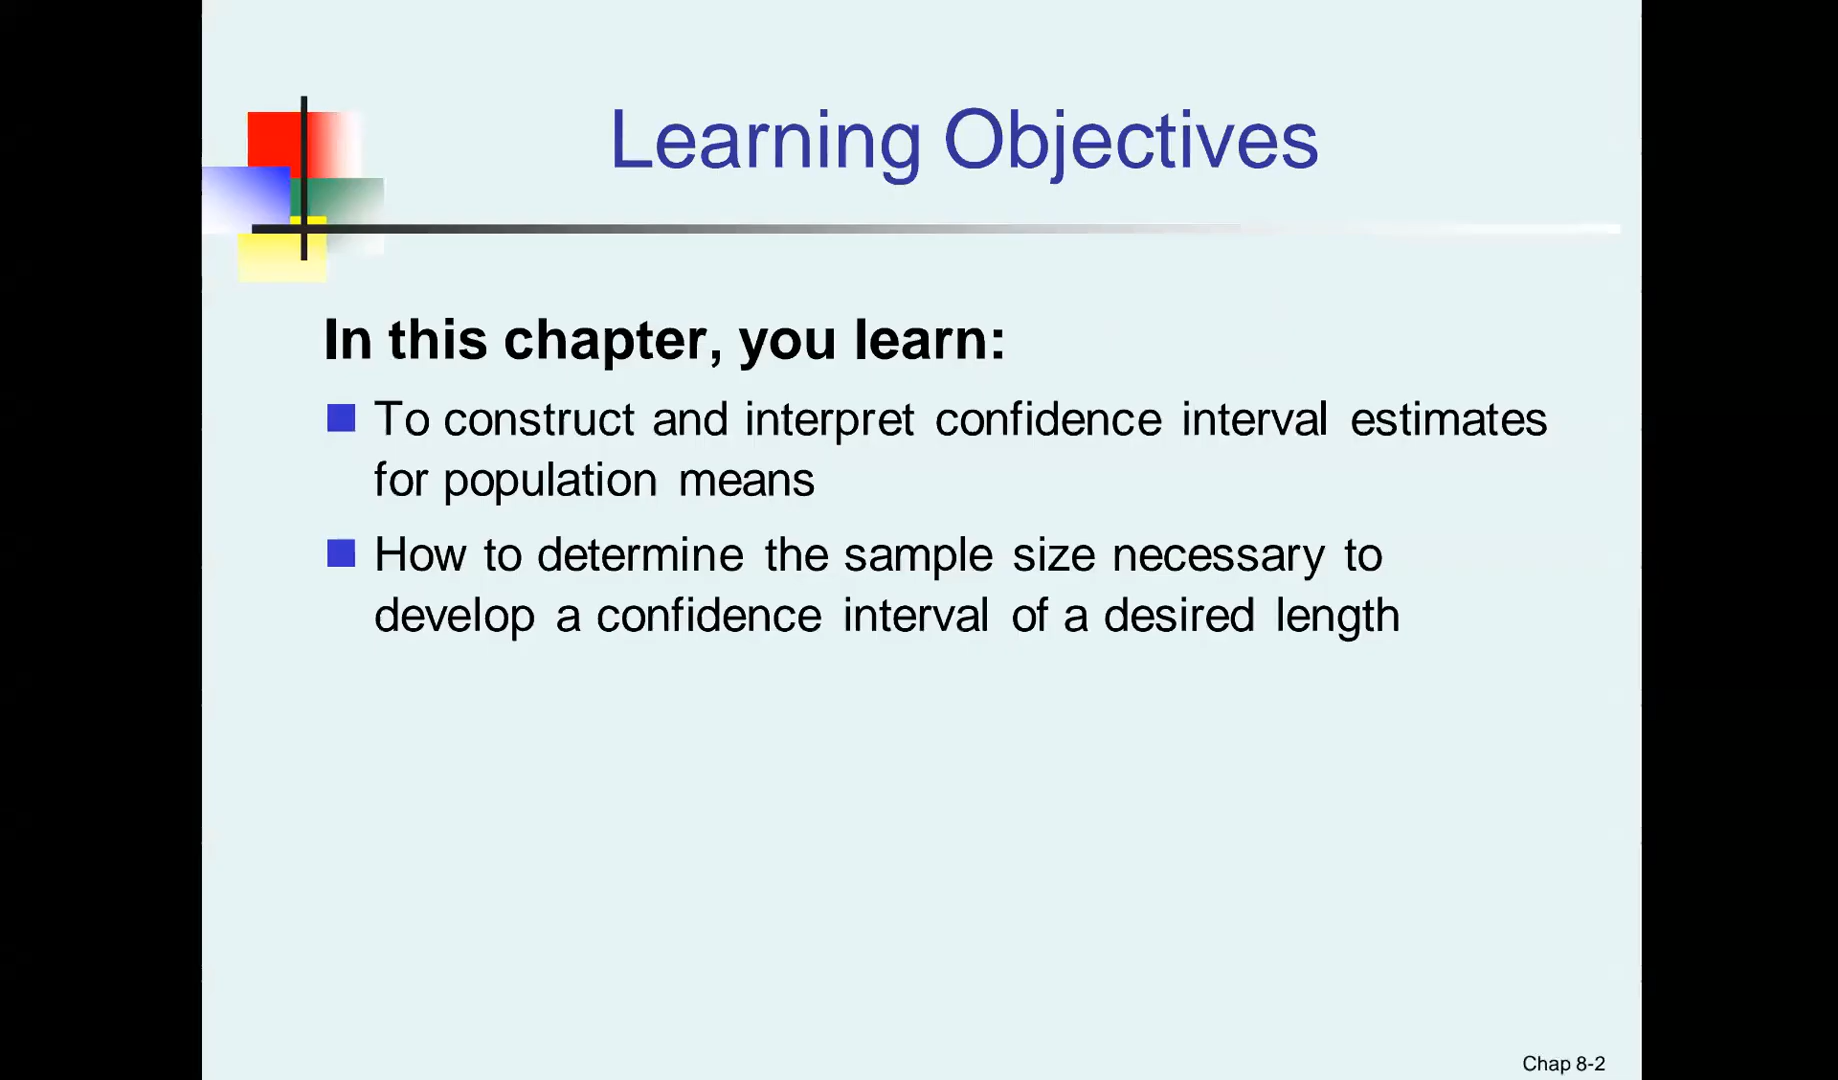 Learning Objectives
In this chapter, you learn:
To construct and interpret confidence interval estimates
for population means
How to determine the sample size necessary to
develop a confidence interval of a desired length
Chap 8-2